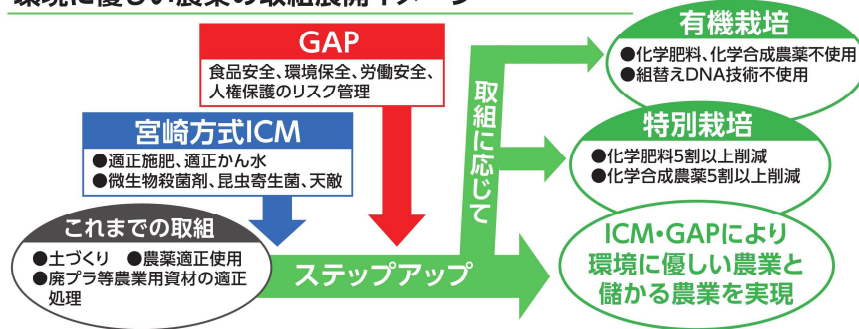 環境に優しい農業の取組展開イメージ
GAP
食品安全、環境保全、労働安全、
人権保護のリスク管理
宮崎方式ICM
●適正施肥、適正かん水
●微生物殺菌剤、昆虫寄生菌、天敵
これまでの取組
●土づくり ●農薬適正使用
●廃プラ等農業用資材の適正
処理
ステップアップ
取組に応じて
有機栽培
●化学肥料、化学合成農薬不使用
●組替えDNA技術不使用
特別栽培
●化学肥料5割以上削減
●化学合成農薬5割以上削減
ICM・GAPにより
環境に優しい農業と
儲かる農業を実現